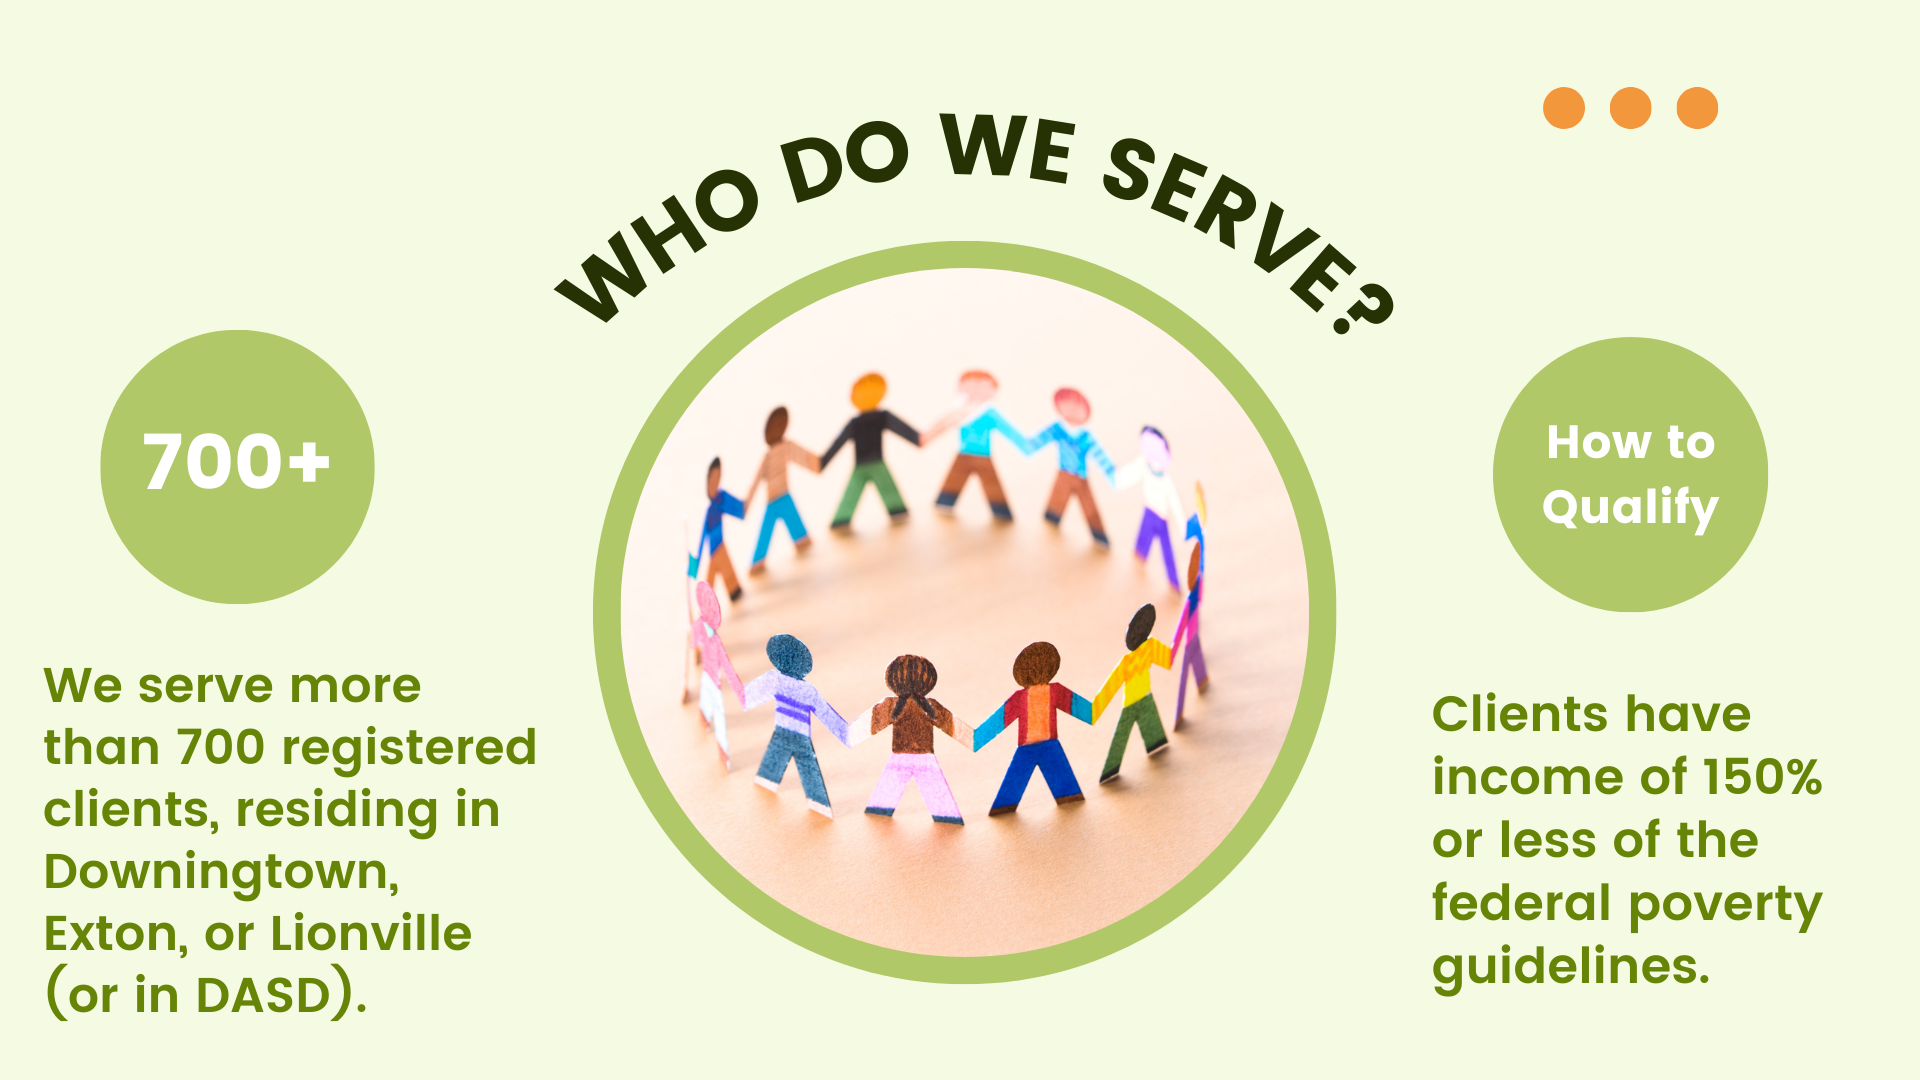 WHO DO WE SERVE?
700+
We serve more
than 700 registered
clients, residing in
Downingtown,
Exton, or Lionville
(or in DASD).
How to
Qualify
Clients have
income of 150%
or less of the
federal poverty
guidelines.